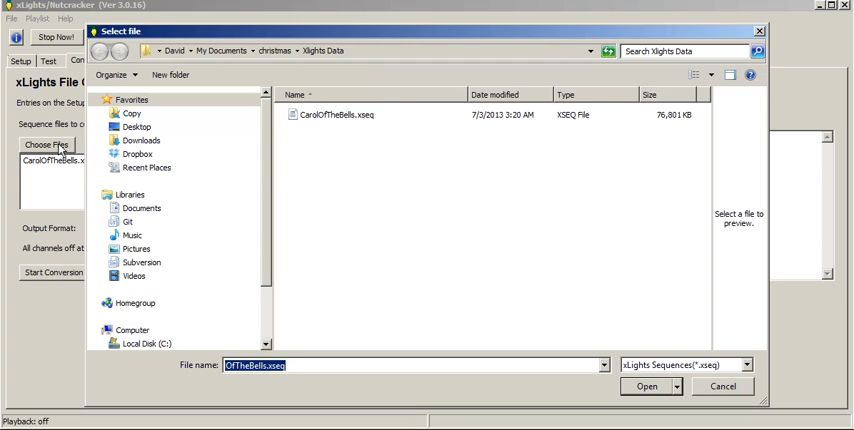 xLights/Nutcracker (Ver 3.0.16)
File Playlist Help
Stop Now!
Setup Test Con
xLights File C
Entries on the Setup
Sequence files to c
Choose Files
CarolOfTheBells.x
Output Format:
All channels off at
Start Conversion
Select file
David My Documents christmas Xlights Data
Search Xlights Data
Organize New folder
Favorites
Copy
Desktop
Downloads
Dropbox
Recent Places
Libraries
Documents
Git
Music
Pictures
Subversion
Videos
Homegroup
Computer
Local Disk (C:)
Name Date modified Type Size
CarolOfTheBells.xseq 7/3/2013 3:20 AM XSEQ File 76,801 KB
Select a file to
preview.
File name: OfTheBells.xseq xLights Sequences(*.xseq)
Open Cancel
Playback: off